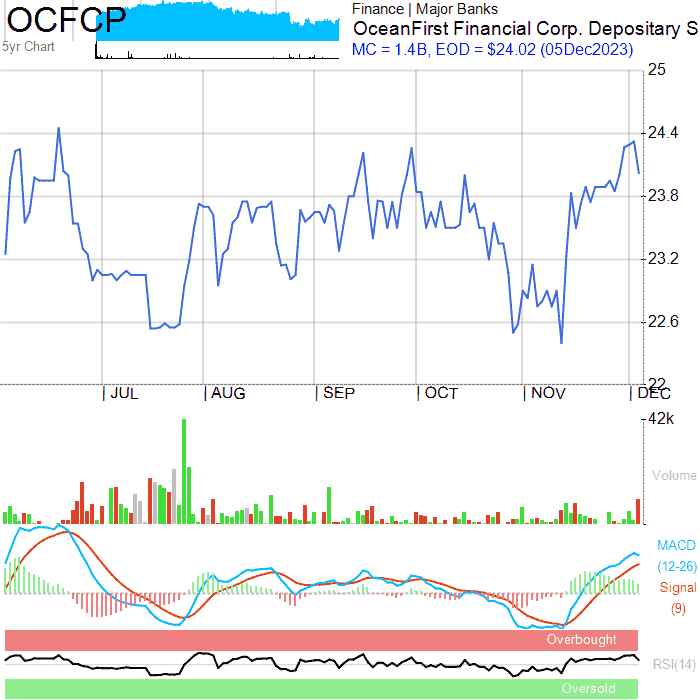 OCFCP
5yr Chart
Finance | Major Banks
OceanFirst Financial Corp. Depositary S
MC = 1.4B, EOD = $24.02 (05Dec2023)
25
24.4
23.8
23.2
22.6
22
| JUL | AUG | SEP | OCT | NOV | DEC
42k
Volume
MACD
(12-26)
Signal
(9)
Overbought
RSI(14)
Oversold